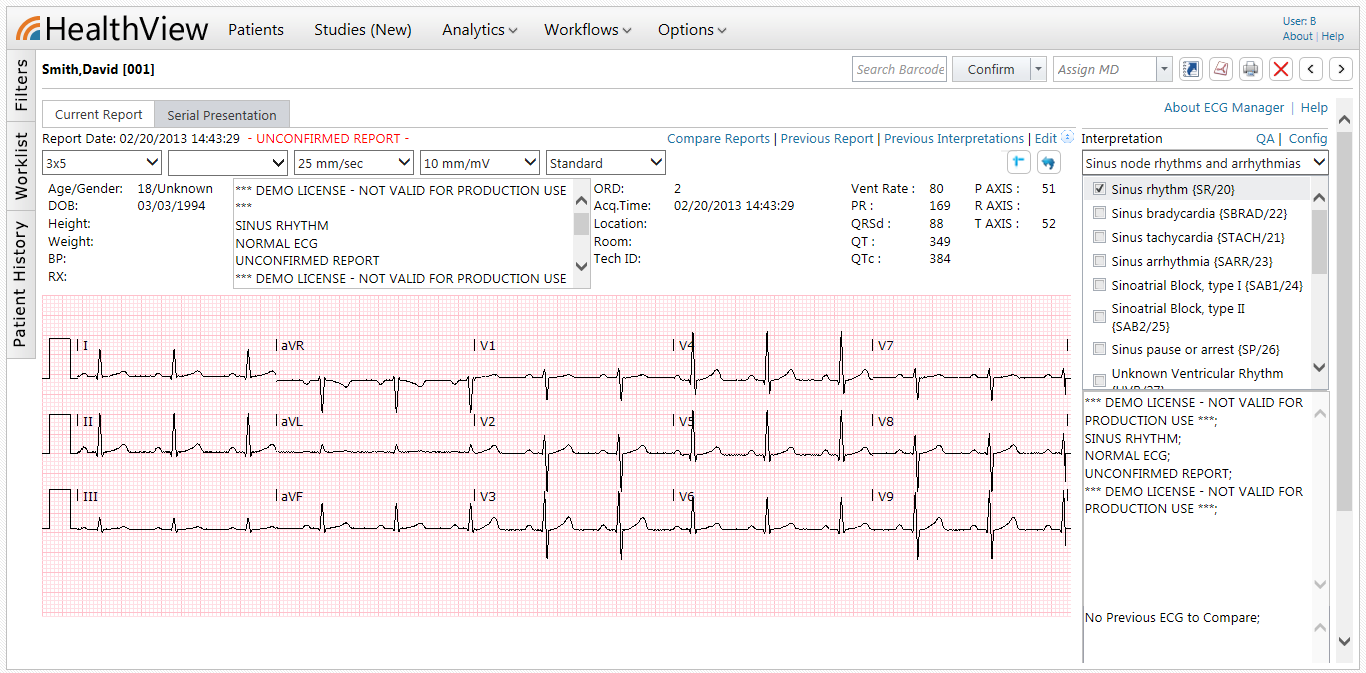 HealthView
Patients
Studies (New)
Analytics
Workflows
Options
User: B
About | Help
Filters
Worklist
Patient History
Smith,David [001]
Search Barcode
Confirm
Assign MD
Current Report
Serial Presentation
About ECG Manager | Help
Report Date: 02/20/2013 14:43:29 - UNCONFIRMED REPORT -
Compare Reports | Previous Report | Previous Interpretations | Edit
3x5
25 mm/sec
10 mm/mV
Standard
Age/Gender: 18/Unknown
DOB: 03/03/1994
Height:
Weight:
BP:
RX:
*** DEMO LICENSE - NOT VALID FOR PRODUCTION USE
***
SINUS RHYTHM
NORMAL ECG
UNCONFIRMED REPORT
*** DEMO LICENSE - NOT VALID FOR PRODUCTION USE
ORD: 2
Acq.Time: 02/20/2013 14:43:29
Location:
Room:
Tech ID:
Vent Rate : 80 P AXIS : 51
PR : 169 R AXIS :
QRSd : 88 T AXIS : 52
QT : 349
QTc : 384
I aVR V1 V4 V7
II aVL V2 V5 V8
III aVF V3 V6 V9
Interpretation QA | Config
Sinus node rhythms and arrhythmias
Sinus rhythm {SR/20}
Sinus bradycardia {SBRAD/22}
Sinus tachycardia {STACH/21}
Sinus arrhythmia {SARR/23}
Sinoatrial Block, type I {SAB1/24}
Sinoatrial Block, type II
{SAB2/25}
Sinus pause or arrest {SP/26}
Unknown Ventricular Rhythm
*** DEMO LICENSE - NOT VALID FOR
PRODUCTION USE ***;
SINUS RHYTHM;
NORMAL ECG;
UNCONFIRMED REPORT;
*** DEMO LICENSE - NOT VALID FOR
PRODUCTION USE ***;
No Previous ECG to Compare;